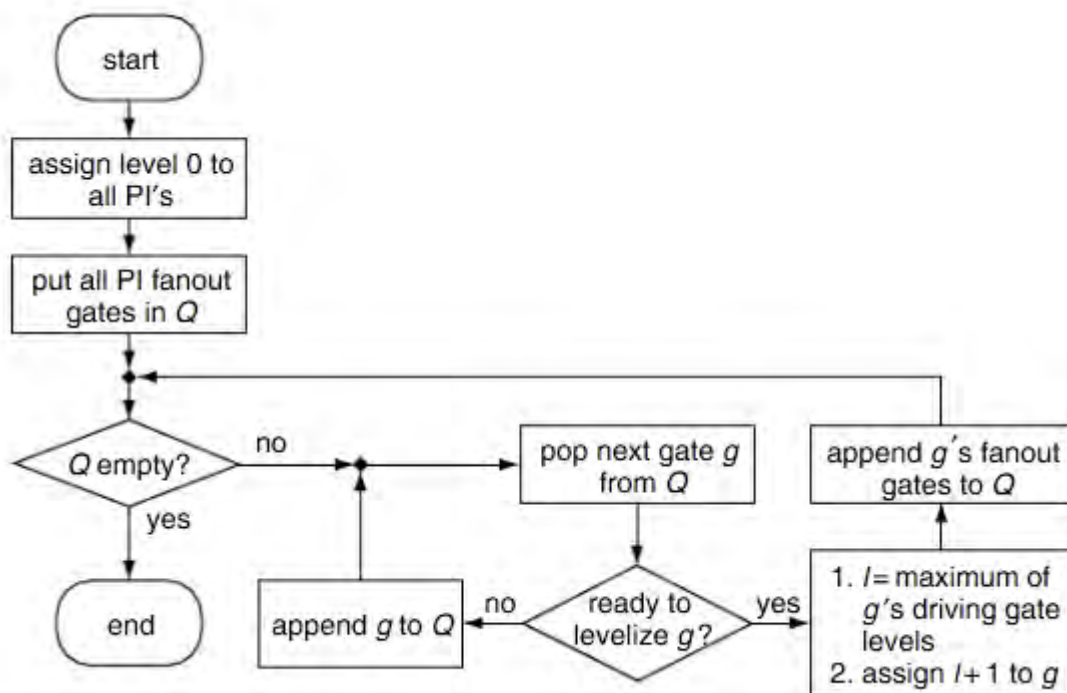 start
assign level 0 to
all PI′s
put all PI fanout
gates in Q
Q empty?
no
yes
end
pop next gate g
from Q
ready to
levelize g?
no
append g to Q
yes
1. l = maximum of
g′s driving gate
levels
2. assign l + 1 to g
append g′s fanout
gates to Q